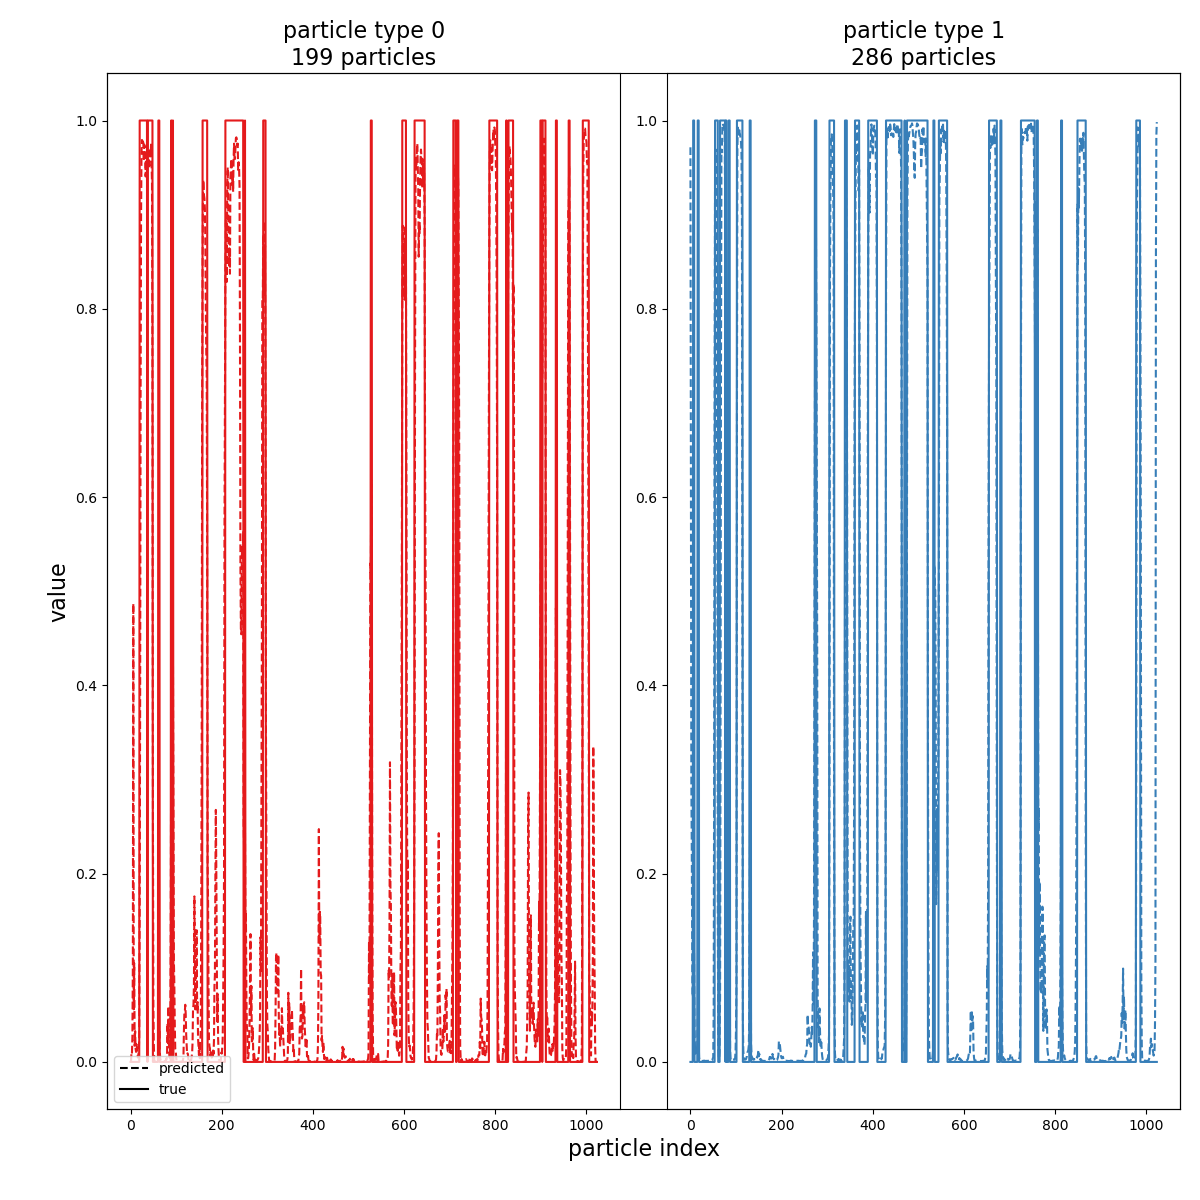 particle type 0
199 particles
particle type 1
286 particles
value
1.0
0.8
0.6
0.4
0.2
0.0
1.0
0.8
0.6
0.4
0.2
0.0
predicted
true
0 200 400 600 800 1000
0 200 400 600 800 1000
particle index